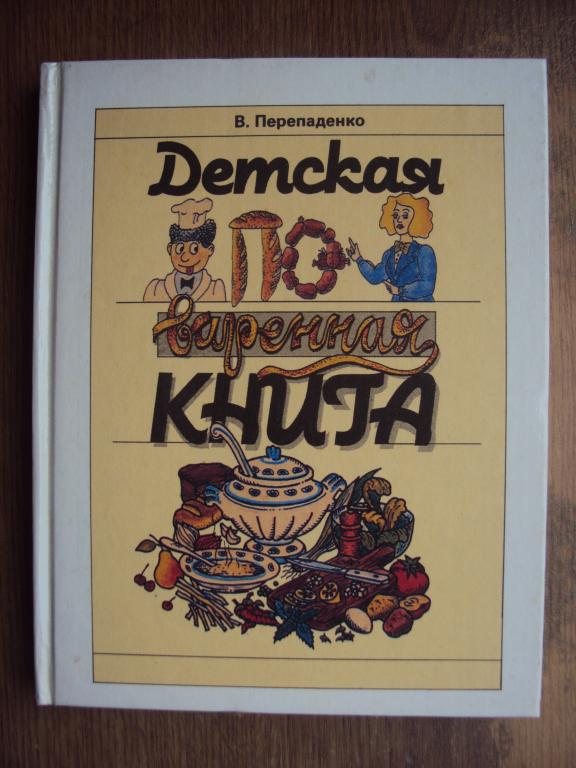 В. Перепаденко
Детская
ПО
варенная
КНИГА